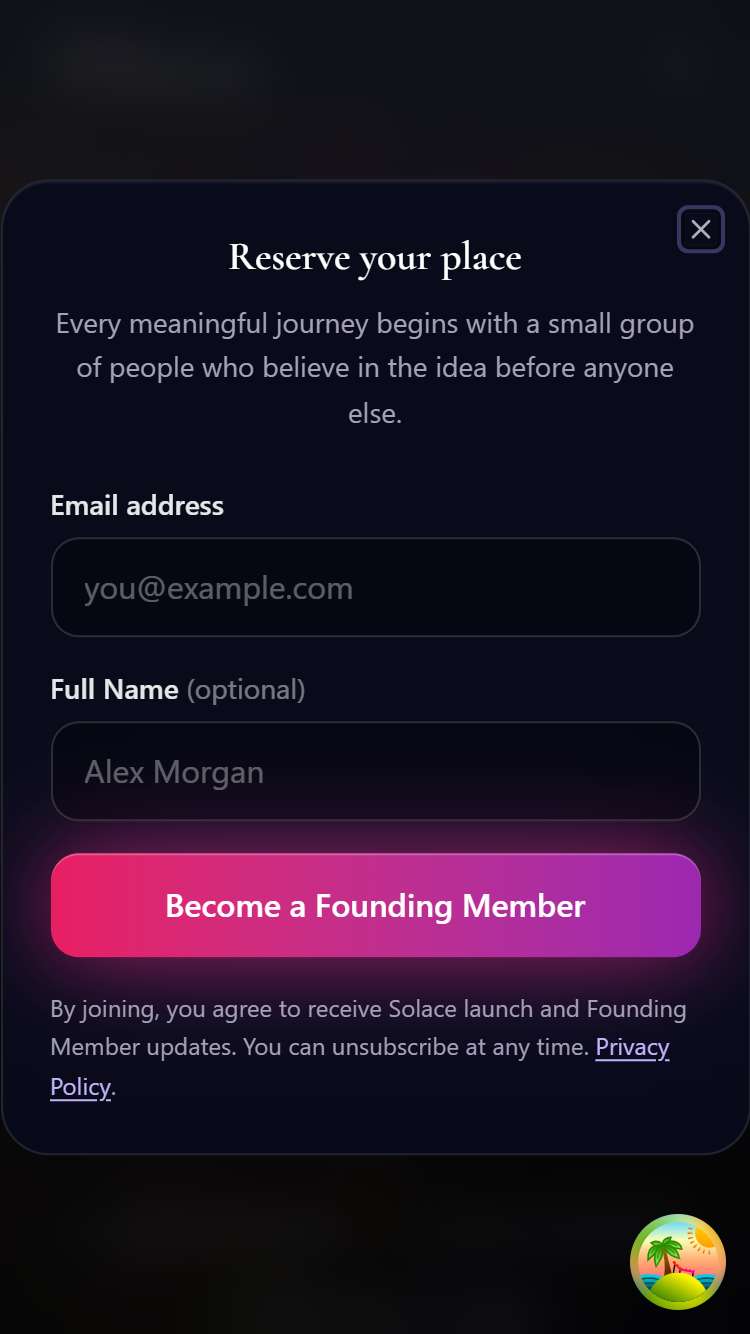 Reserve your place
Every meaningful journey begins with a small group
of people who believe in the idea before anyone
else.
Email address
you@example.com
Full Name (optional)
Alex Morgan
Become a Founding Member
By joining, you agree to receive Solace launch and Founding
Member updates. You can unsubscribe at any time. Privacy
Policy.